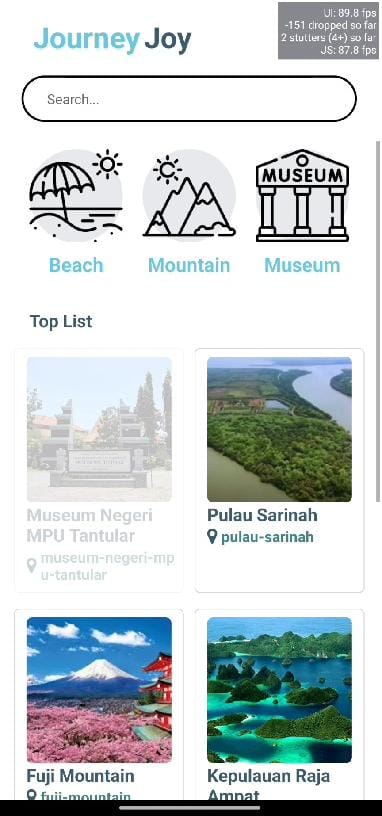 UI: 89.8 fps
-151 dropped so far
2 stutters (4+) so far
JS: 87.8 fps
Journey Joy
Search...
MUSEUM
Beach
Mountain
Museum
Top List
Museum Negeri
MPU Tantular
museum-negeri-mp
u-tantular
Pulau Sarinah
pulau-sarinah
Fuji Mountain
fuji-mountain
Kepulauan Raja
Ampat